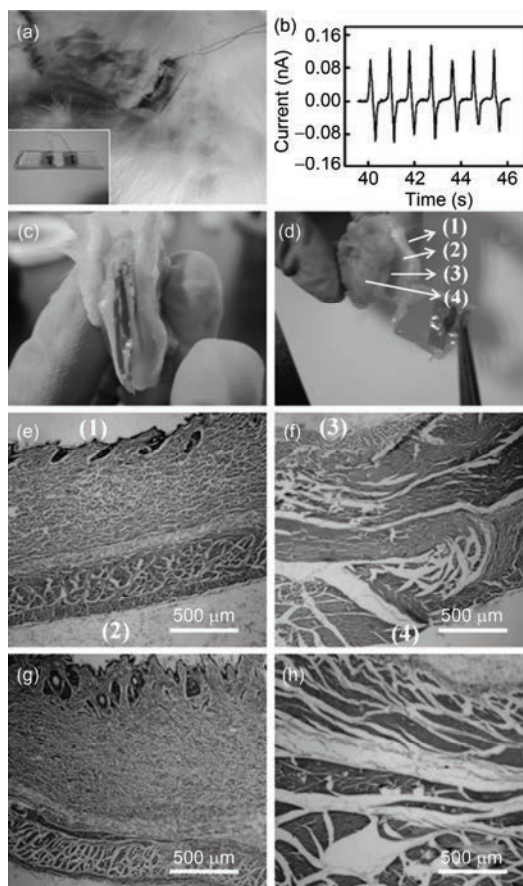 (a)
(b)
Current (nA)
0.16
0.08
0.00
−0.08
−0.16
40 42 44 46
Time (s)
(c)
(d)
(1)
(2)
(3)
(4)
(e)
(1)
(2)
500 μm
(f)
(3)
(4)
500 μm
(g)
500 μm
(h)
500 μm